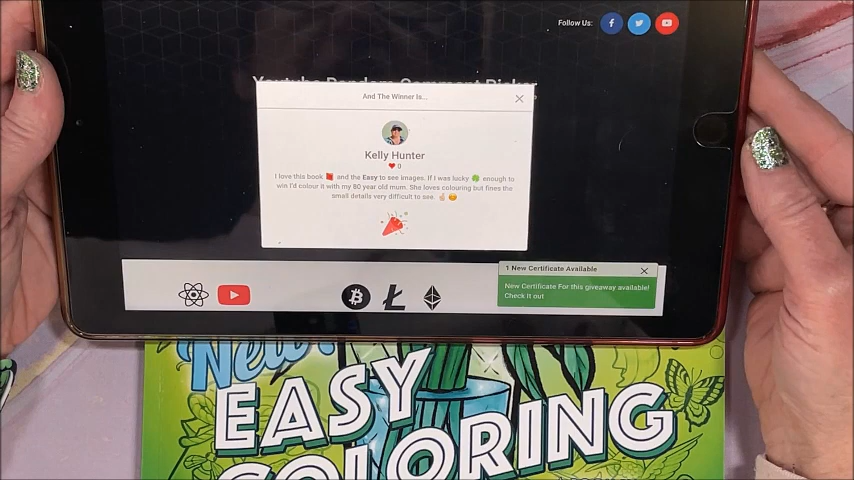 Follow Us:
Youtube Random Comment Picker
And The Winner Is...
Kelly Hunter
0
I love this book and the Easy to see images. If I was lucky enough to
win I'd colour it with my 80 year old mum. She loves colouring but fines the
small details very difficult to see.
1 New Certificate Available
New Certificate For this giveaway available!
Check It out
New!
EASY
COLORING